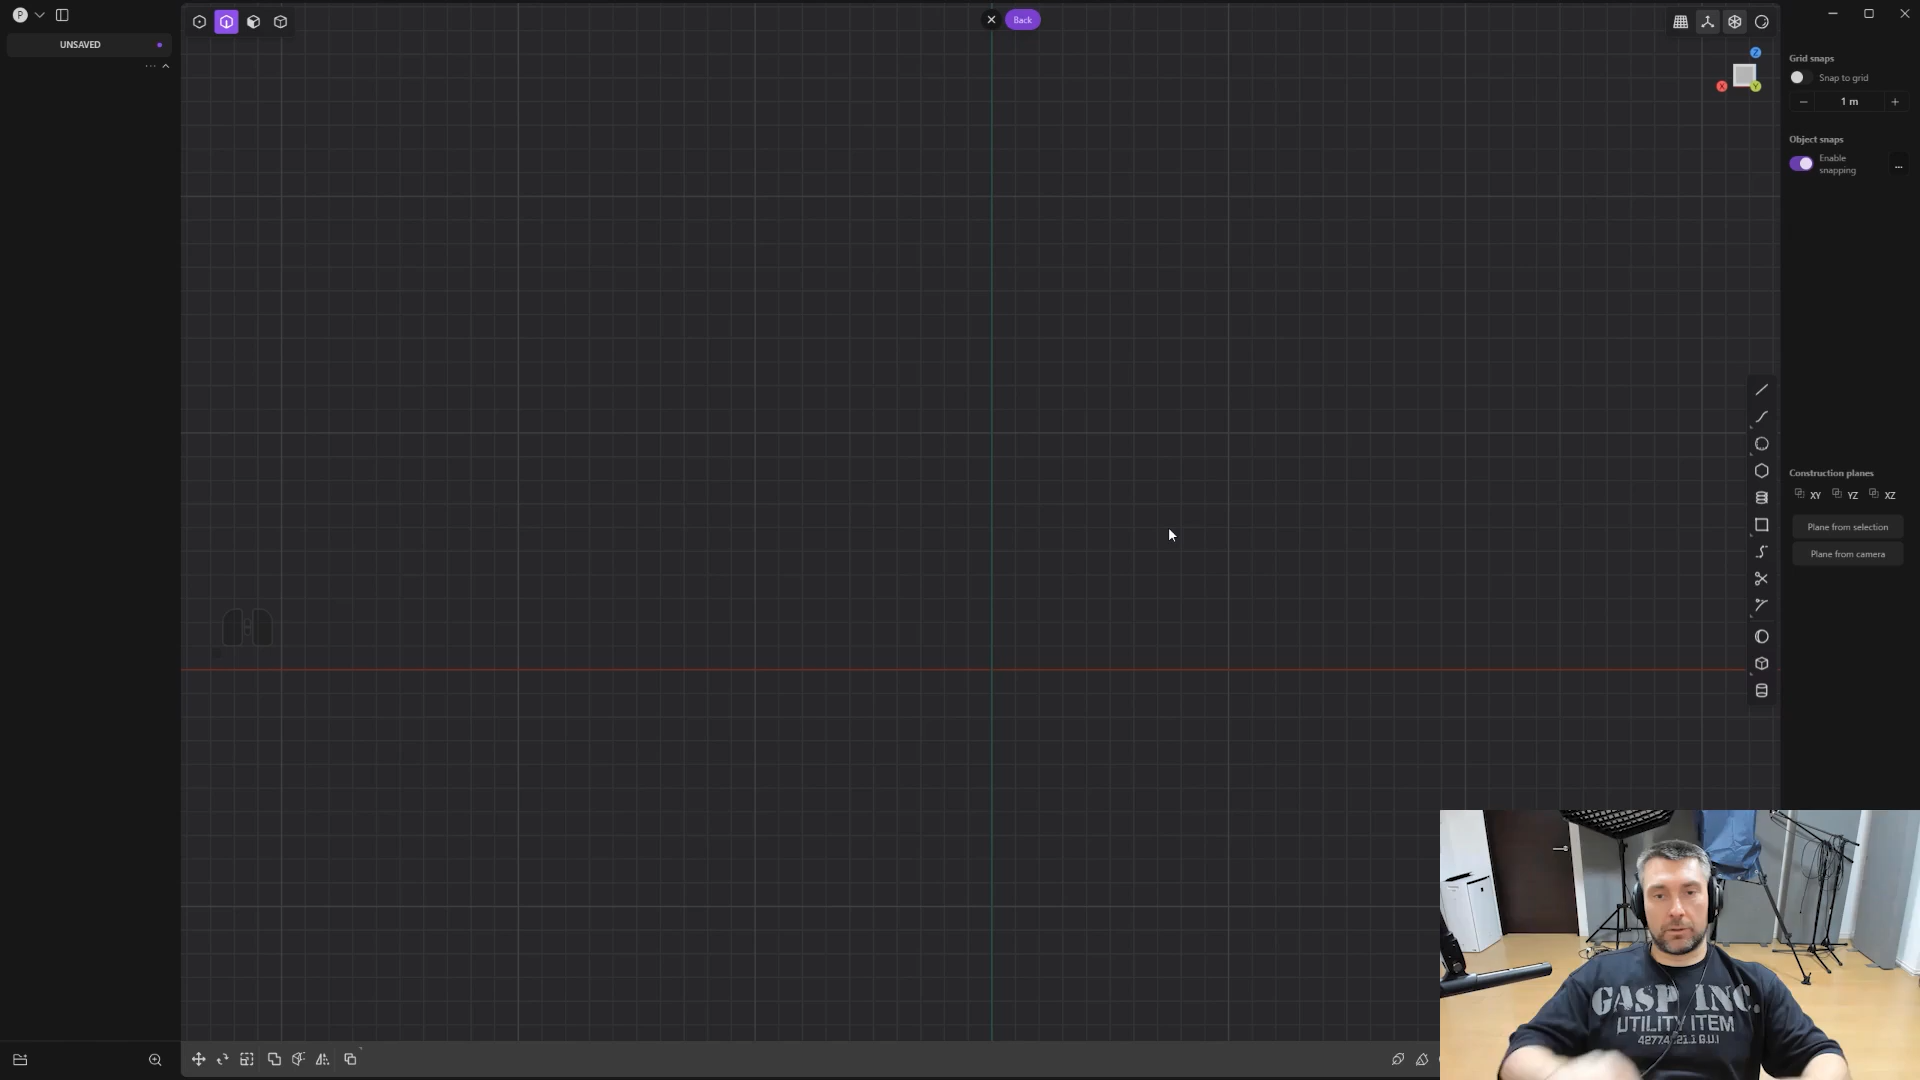 P
UNSAVED
Back
Z
X
Y
Grid snaps
Snap to grid
1 m
Object snaps
Enable
snapping
...
Construction planes
XY
YZ
XZ
Plane from selection
Plane from camera
GASP INC.
UTILITY ITEM